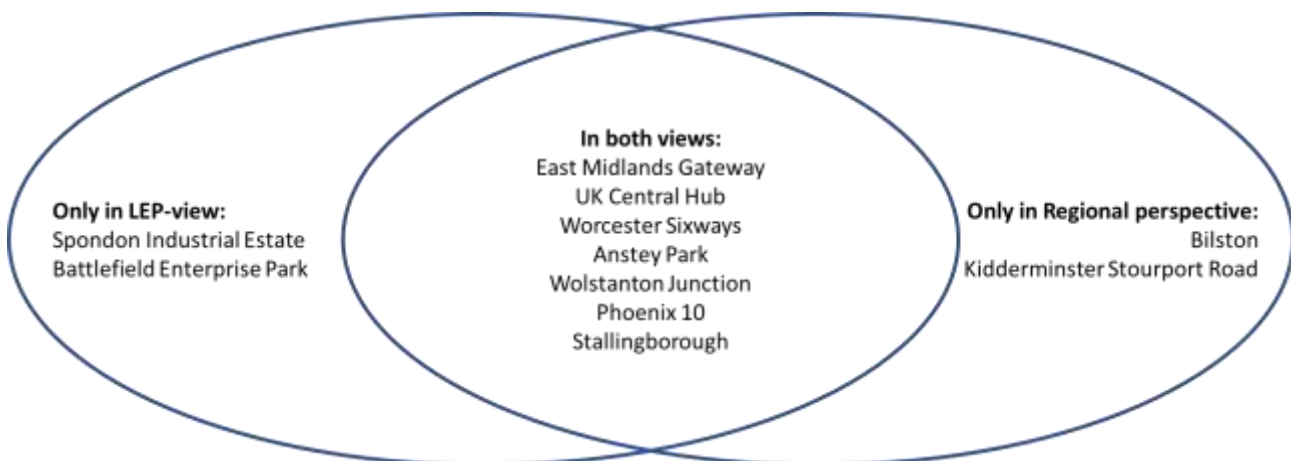 Only in LEP-view:
Spondon Industrial Estate
Battlefield Enterprise Park
In both views:
East Midlands Gateway
UK Central Hub
Worcester Sixways
Anstey Park
Wolstanton Junction
Phoenix 10
Stallingborough
Only in Regional perspective:
Bilston
Kidderminster Stourport Road